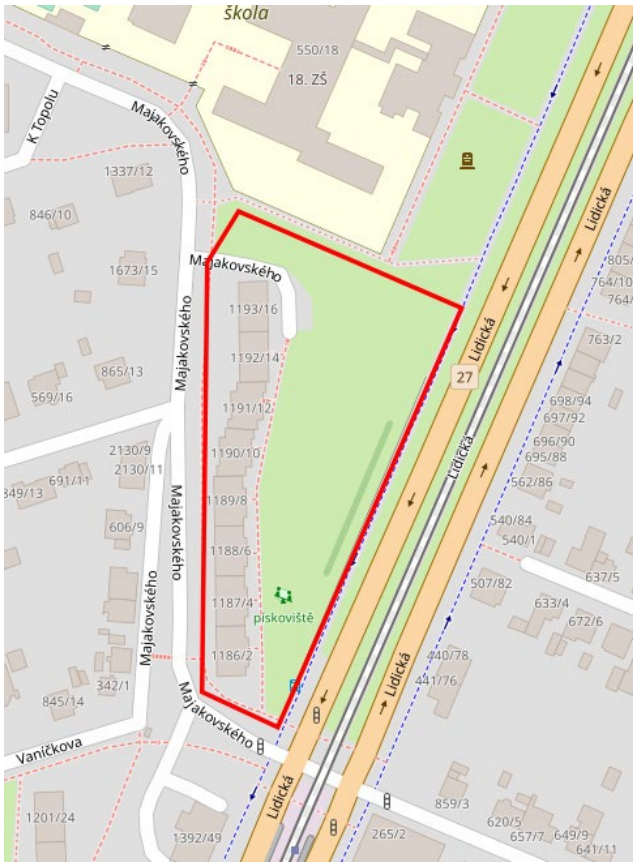 škola
550/18
18. ZŠ
K Topolu
Majakovského
1337/12
846/10
1673/15
Majakovského
1193/16
805/
764/10
764/
Lidická
Lidická
Majakovského
865/13
569/16
1192/14
Lidická
763/2
27
1191/12
698/94
697/92
2130/9
2130/11
1190/10
Lidická
696/90
695/88
691/11
349/13
1189/8
562/86
606/9
Majakovského
540/84
540/1
1188/6
637/5
Majakovského
507/82
633/4
672/6
1187/4
pískoviště
342/1
845/14
1186/2
440/78
441/76
Lidická
Majakovského
Vaníčkova
1201/24
Lidická
Lidická
859/3
620/5
657/7
649/9
641/11
1392/49
265/2